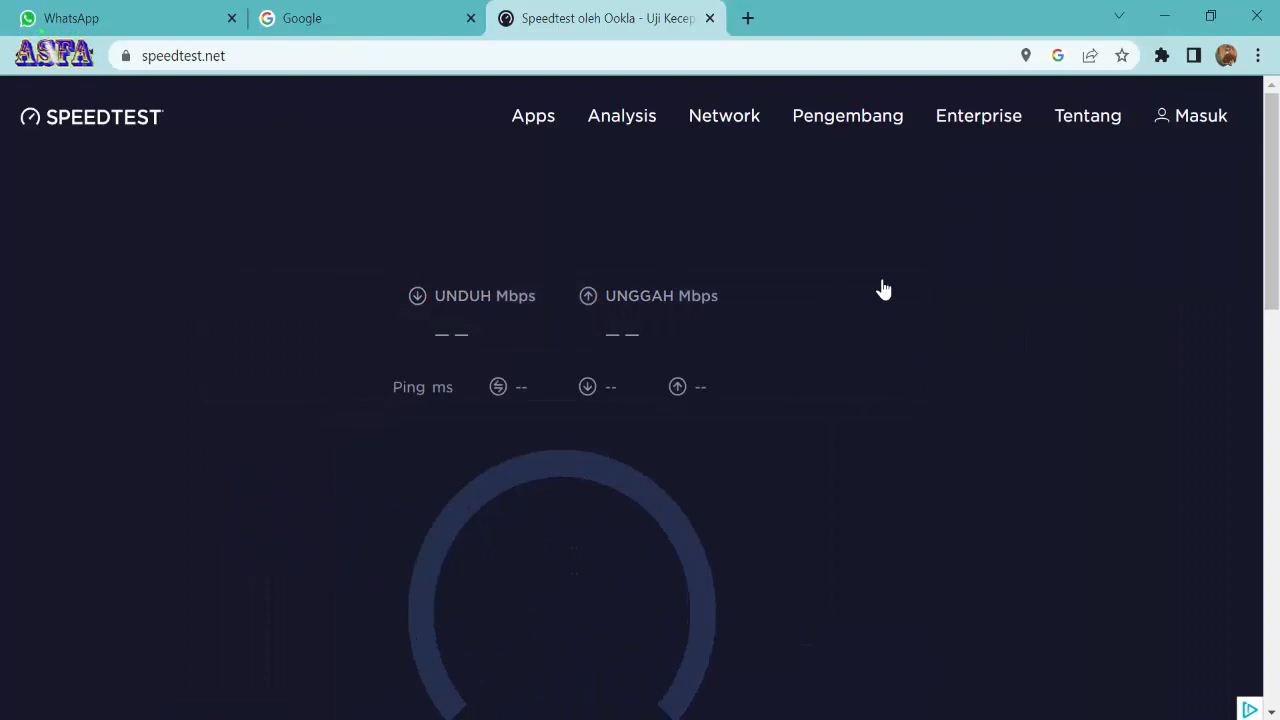 WhatsApp
Google
Speedtest oleh Ookla - Uji Kecep
ASFA
speedtest.net
SPEEDTEST
Apps
Analysis
Network
Pengembang
Enterprise
Tentang
Masuk
UNDUH Mbps
UNGGAH Mbps
— —
— —
Ping ms
--
--
--